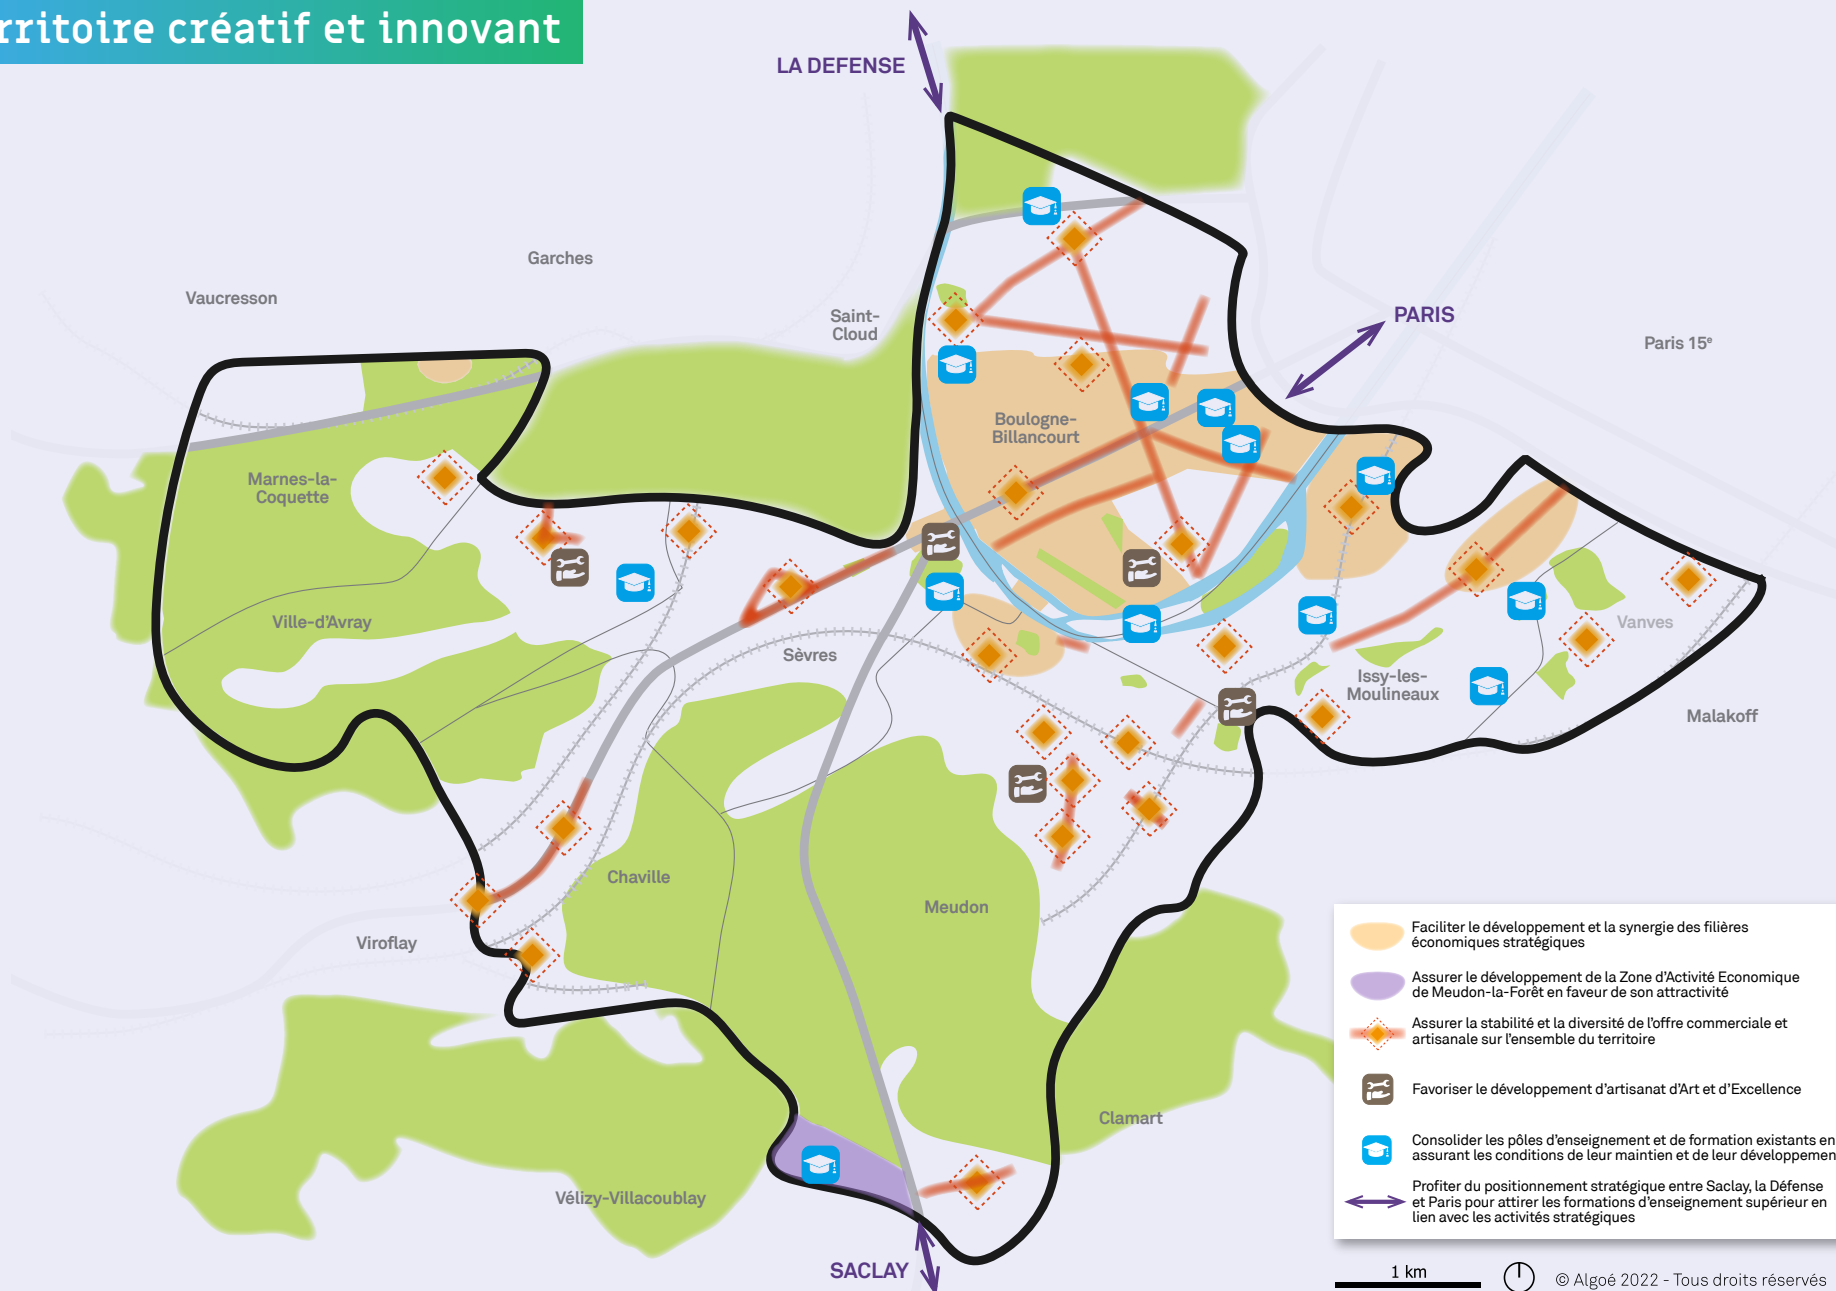 rritoire créatif et innovant
LA DEFENSE
Garches
Vaucresson
Saint-
Cloud
PARIS
Paris 15e
Boulogne-
Billancourt
Marnes-la-
Coquette
Ville-d'Avray
Vanves
Sèvres
Issy-les-
Moulineaux
Malakoff
Chaville
Meudon
Viroflay
Clamart
Vélizy-Villacoublay
SACLAY
Faciliter le développement et la synergie des filières
économiques stratégiques
Assurer le développement de la Zone d'Activité Economique
de Meudon-la-Forêt en faveur de son attractivité
Assurer la stabilité et la diversité de l'offre commerciale et
artisanale sur l'ensemble du territoire
Favoriser le développement d'artisanat d'Art et d'Excellence
Consolider les pôles d'enseignement et de formation existants en
assurant les conditions de leur maintien et de leur développemen
Profiter du positionnement stratégique entre Saclay, la Défense
et Paris pour attirer les formations d'enseignement supérieur en
lien avec les activités stratégiques
1 km
© Algoé 2022 - Tous droits réservés